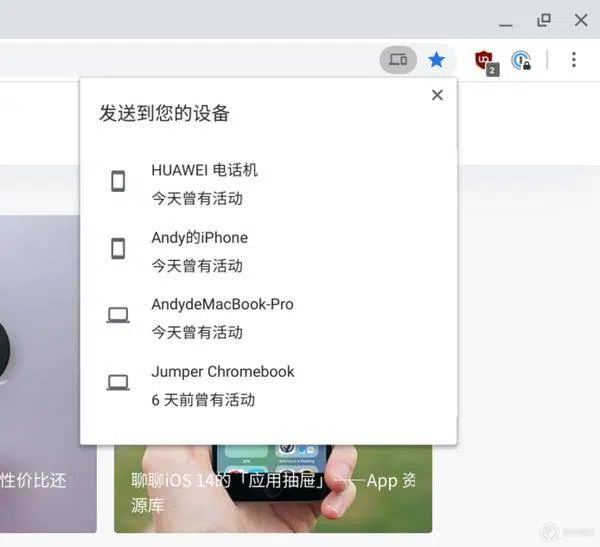 2
发送到您的设备
HUAWEI 电话机
今天曾有活动
Andy的iPhone
今天曾有活动
AndydeMacBook-Pro
今天曾有活动
Jumper Chromebook
6 天前曾有活动
性价比还
聊聊iOS 14的「应用抽屉」——App 资
源库